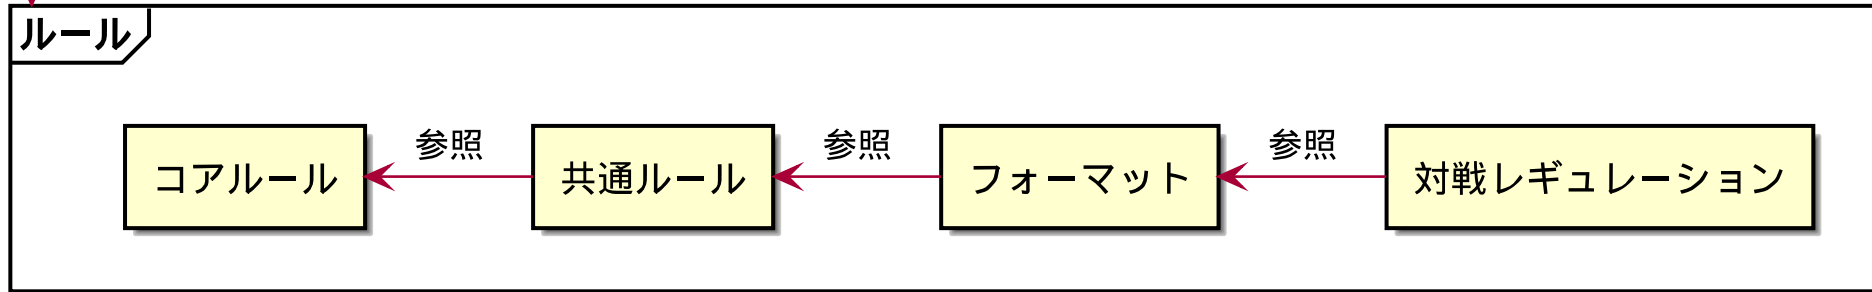 ルール
参照
参照
参照
コアルール
共通ルール
フォーマット
対戦レギュレーション